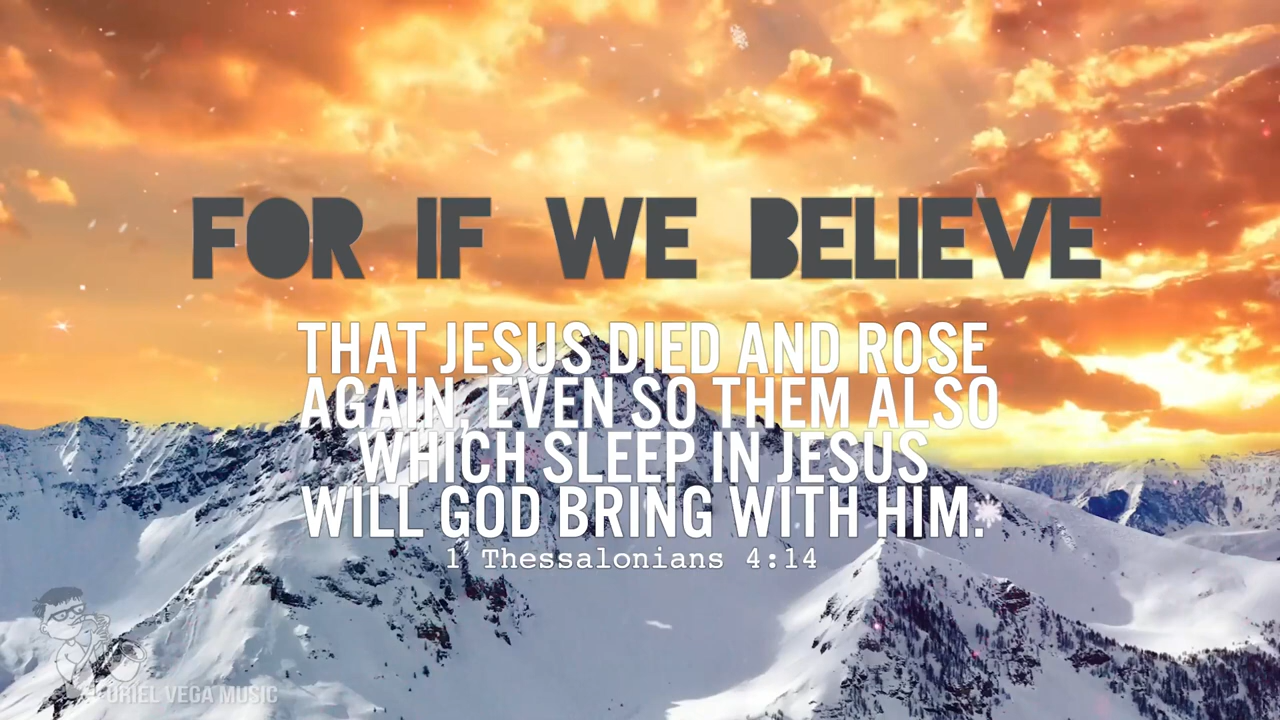 FOR IF WE BELIEVE
THAT JESUS DIED AND ROSE
AGAIN, EVEN SO THEM ALSO
WHICH SLEEP IN JESUS
WILL GOD BRING WITH HIM.
1 Thessalonians 4:14
URIEL VEGA MUSIC